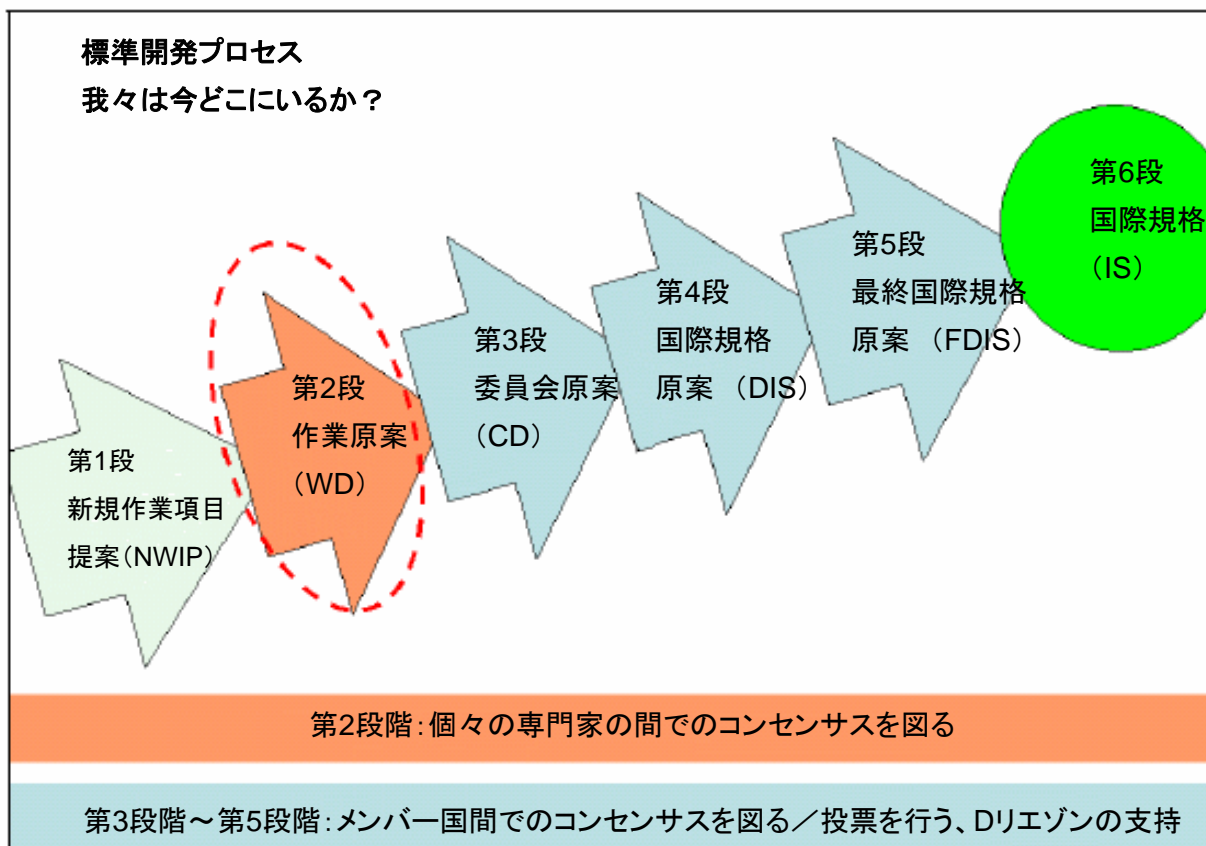 標準開発プロセス
我々は今どこにいるか？
第1段
新規作業項目
提案（NWIP）
第2段
作業原案
（WD）
第3段
委員会原案
（CD）
第4段
国際規格
原案 （DIS）
第5段
最終国際規格
原案 （FDIS）
第6段
国際規格
（IS）
第2段階：個々の専門家の間でのコンセンサスを図る
第3段階～第5段階：メンバー国間でのコンセンサスを図る／投票を行う、Dリエゾンの支持